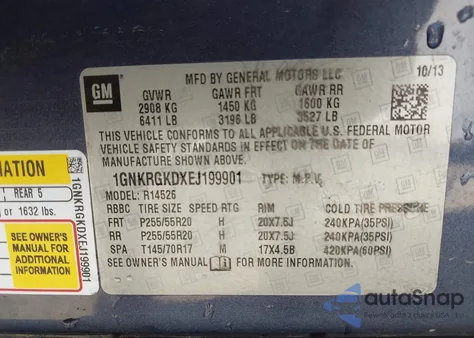 MFD BY GENERAL MOTORS LLC 10/13
GM
GVWR GAWR FRT GAWR RR
2908 KG 1450 KG 1600 KG
6411 LB 3196 LB 3527 LB
THIS VEHICLE CONFORMS TO ALL APPLICABLE U.S. FEDERAL MOTOR
VEHICLE SAFETY STANDARDS IN EFFECT ON THE DATE OF
MANUFACTURE SHOWN ABOVE.
1GNKRGKDXEJ199901 TYPE: M.P.V.
MODEL: R14526
RBBC TIRE SIZE SPEED RTG RIM COLD TIRE PRESSURE
FRT P255/55R20 H 20X7.5J 240KPA(35PSI)
RR P255/55R20 H 20X7.5J 240KPA(35PSI)
SPA T145/70R17 M 17X4.5B 420KPA(60PSI)
SEE OWNER'S MANUAL FOR MORE INFORMATION.
MATION
REAR 5
g or 1632 lbs.
SEE OWNER'S
MANUAL FOR
ADDITIONAL
INFORMATION
1GNKRGKDXEJ199901
autoSnap